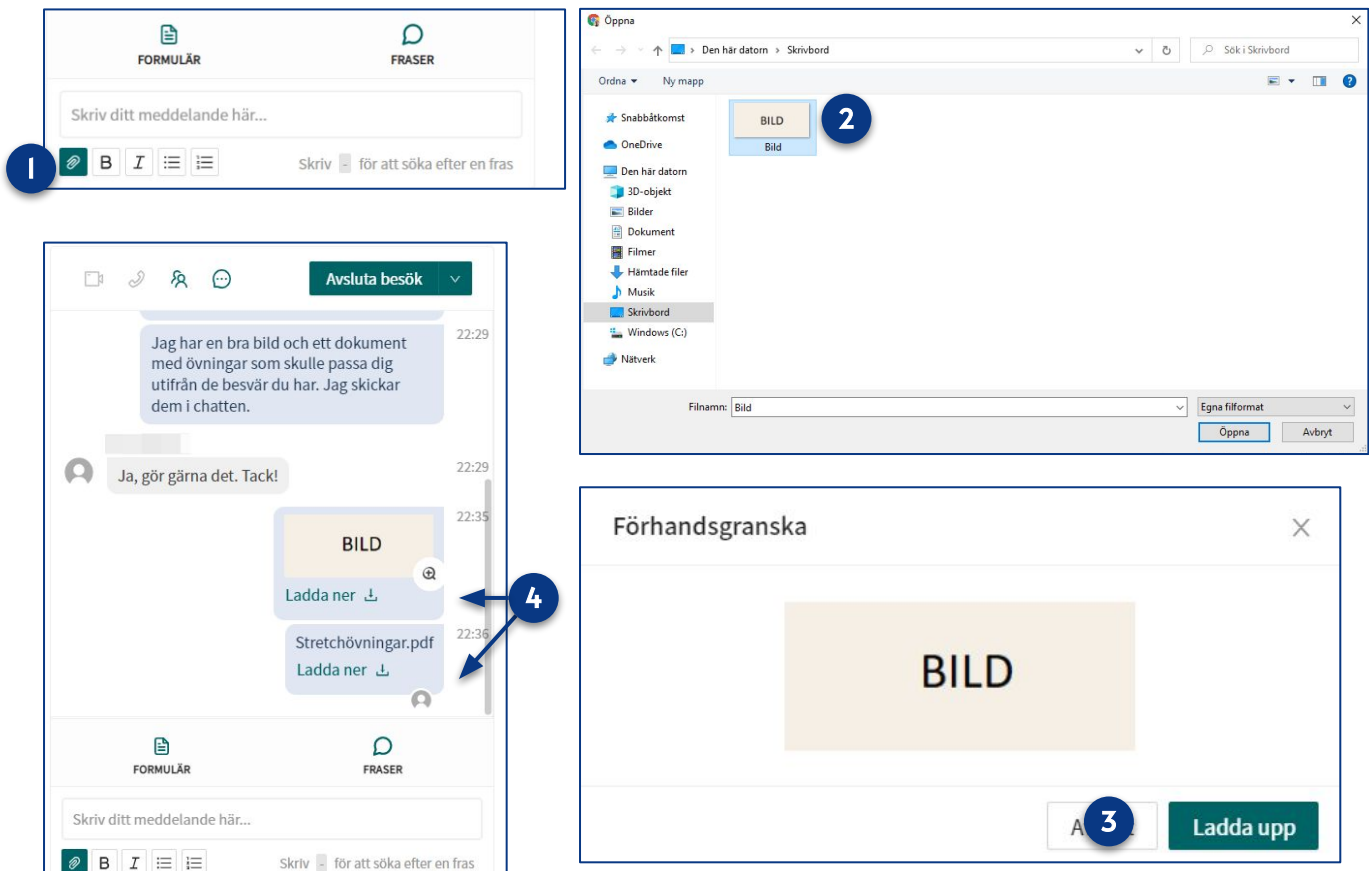 FORMULÄR
FRASER
Skriv ditt meddelande här...
1
B I
Skriv - för att söka efter en fras
Öppna
Den här datorn › Skrivbord
Sök i Skrivbord
Ordna
Ny mapp
Snabbåtkomst
OneDrive
Den här datorn
3D-objekt
Bilder
Dokument
Filmer
Hämtade filer
Musik
Skrivbord
Windows (C:)
Nätverk
BILD
Bild
2
Filnamn: Bild
Egna filformat
Öppna
Avbryt
Avsluta besök
22:29
Jag har en bra bild och ett dokument
med övningar som skulle passa dig
utifrån de besvär du har. Jag skickar
dem i chatten.
Ja, gör gärna det. Tack!
22:29
22:35
BILD
Ladda ner
4
Stretchövningar.pdf
22:36
Ladda ner
FORMULÄR
FRASER
Skriv ditt meddelande här...
B I
Skriv - för att söka efter en fras
Förhandsgranska
BILD
3
Ladda upp